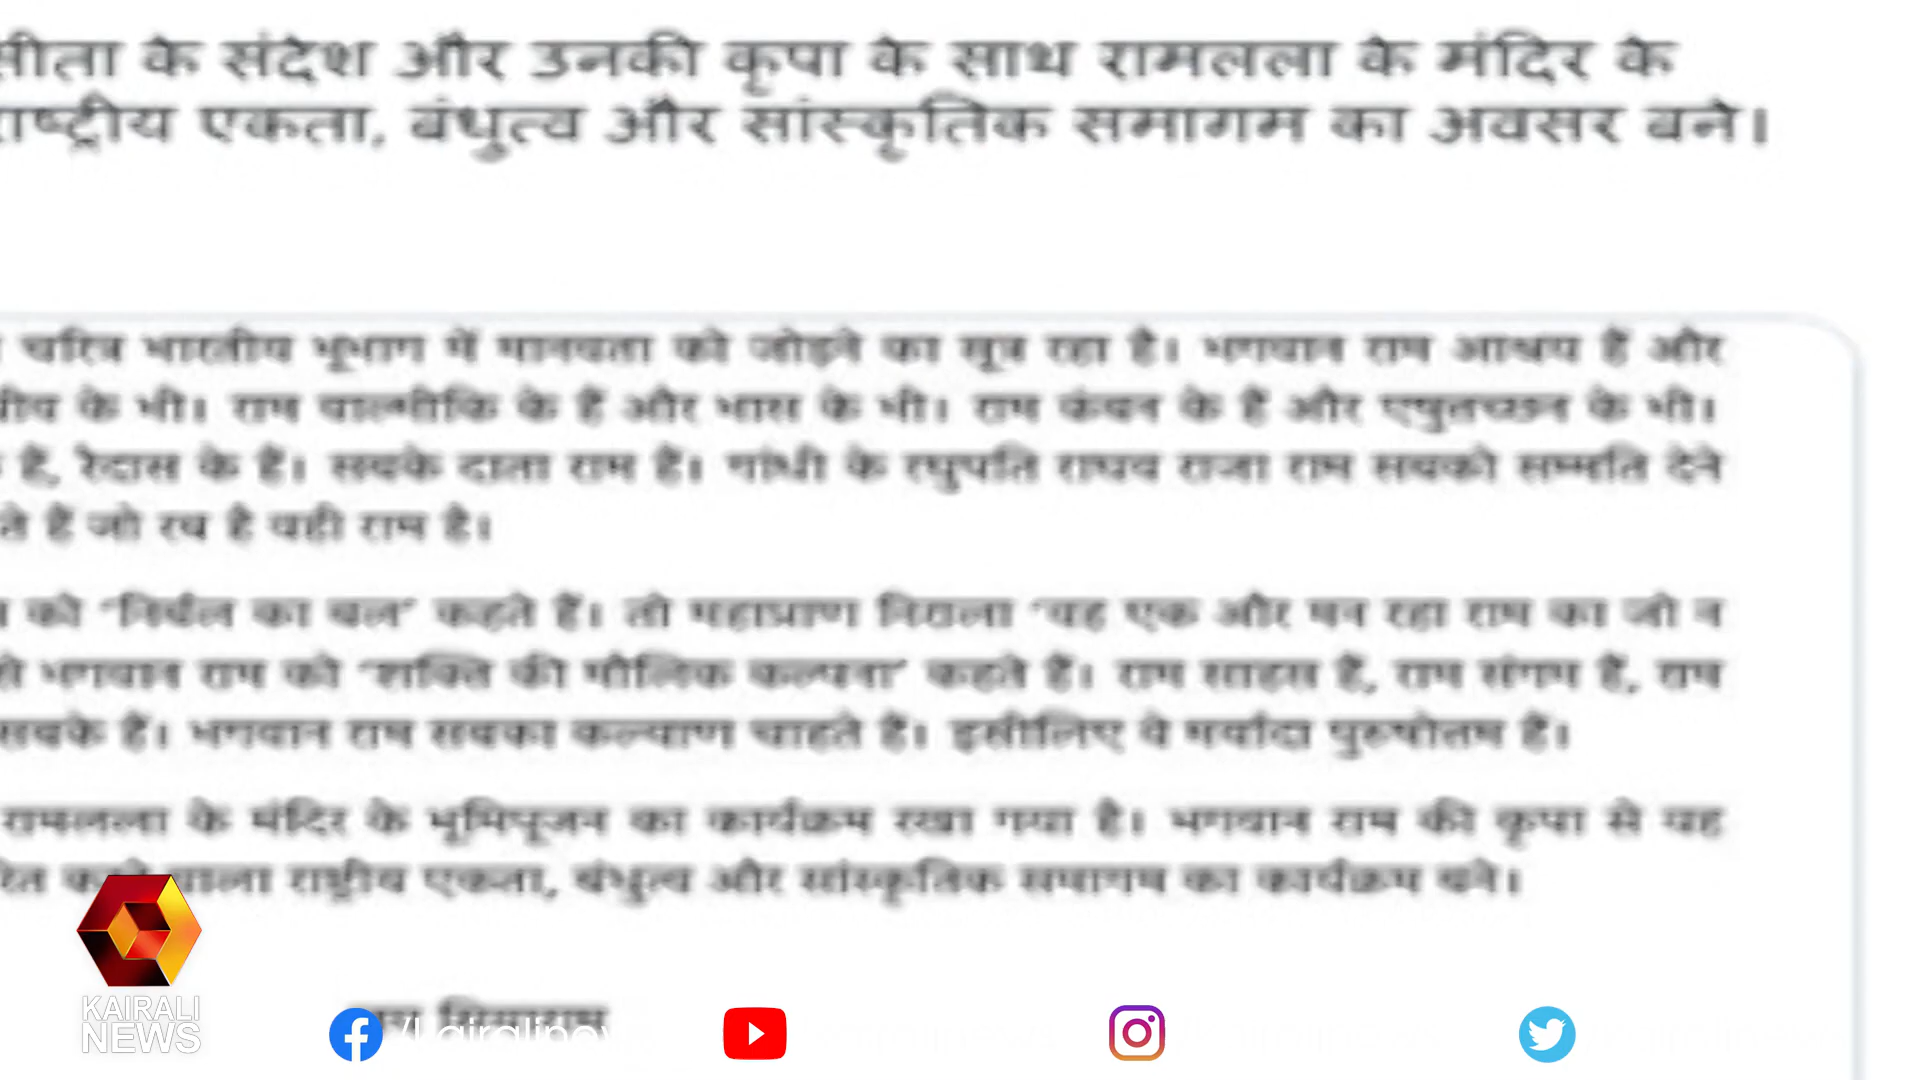 सीता के संदेश और उनकी कृपा के साथ रामलला के मंदिर के
राष्ट्रीय एकता, बंधुत्व और सांस्कृतिक समागम का अवसर बने।
चरित्र भारतीय भूभाग में मानवता को जोड़ने का सूत्र रहा है। भगवान राम आश्रय हैं और
के भी। राम वाल्मीकि के हैं और भास के भी। राम कंबन के हैं और एषुतच्छन के भी।
हैं, रैदास के हैं। सबके दाता राम हैं। गांधी के रघुपति राघव राजा राम सबको सम्मति देने
हैं जो रब है वही राम है।
को "निर्बल का बल" कहते हैं। तो महाप्राण निराला "वह एक और मन रहा राम का जो न
से भगवान राम को "शक्ति की मौलिक कल्पना" कहते हैं। राम साहस हैं, राम संगम हैं, राम
सबके हैं। भगवान राम सबका कल्याण चाहते हैं। इसीलिए वे मर्यादा पुरुषोतम हैं।
रामलला के मंदिर के भूमिपूजन का कार्यक्रम रखा गया है। भगवान राम की कृपा से यह
वाला राष्ट्रीय एकता, बंधुत्व और सांस्कृतिक समागम का कार्यक्रम बने।
सियाराम
KAIRALI
NEWS